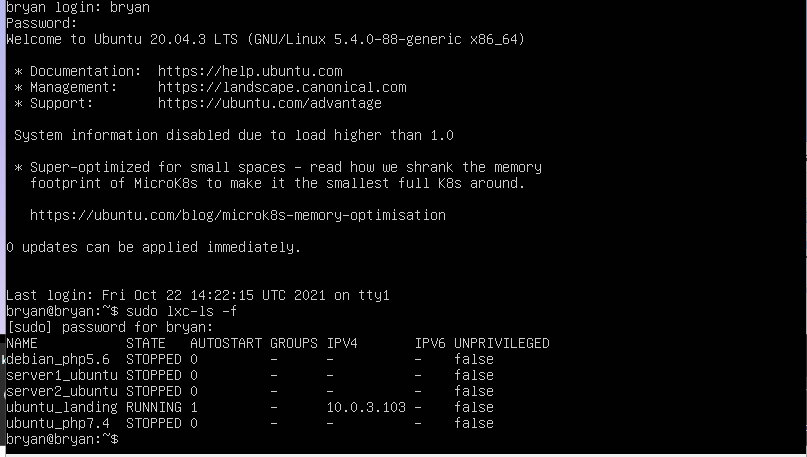 bryan login: bryan
Password:
Welcome to Ubuntu 20.04.3 LTS (GNU/Linux 5.4.0-88-generic x86_64)
* Documentation:  https://help.ubuntu.com
* Management:     https://landscape.canonical.com
* Support:        https://ubuntu.com/advantage
System information disabled due to load higher than 1.0
* Super-optimized for small spaces - read how we shrank the memory
footprint of MicroK8s to make it the smallest full K8s around.
https://ubuntu.com/blog/microk8s-memory-optimisation
0 updates can be applied immediately.
Last login: Fri Oct 22 14:22:15 UTC 2021 on tty1
bryan@bryan:~$ sudo lxc-ls -f
[sudo] password for bryan:
NAME           STATE   AUTOSTART GROUPS IPV4       IPV6 UNPRIVILEGED
debian_php5.6  STOPPED 0         -      -          -    false
server1_ubuntu STOPPED 0         -      -          -    false
server2_ubuntu STOPPED 0         -      -          -    false
ubuntu_landing RUNNING 1         -      10.0.3.103 -    false
ubuntu_php7.4  STOPPED 0         -      -          -    false
bryan@bryan:~$